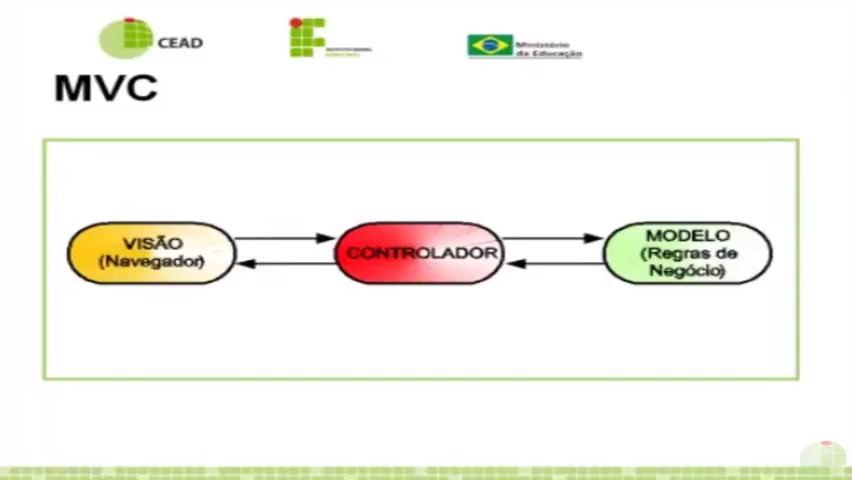 CEAD
Ministério
da Educação
MVC
VISÃO
(Navegador)
CONTROLADOR
MODELO
(Regras de
Negócio)